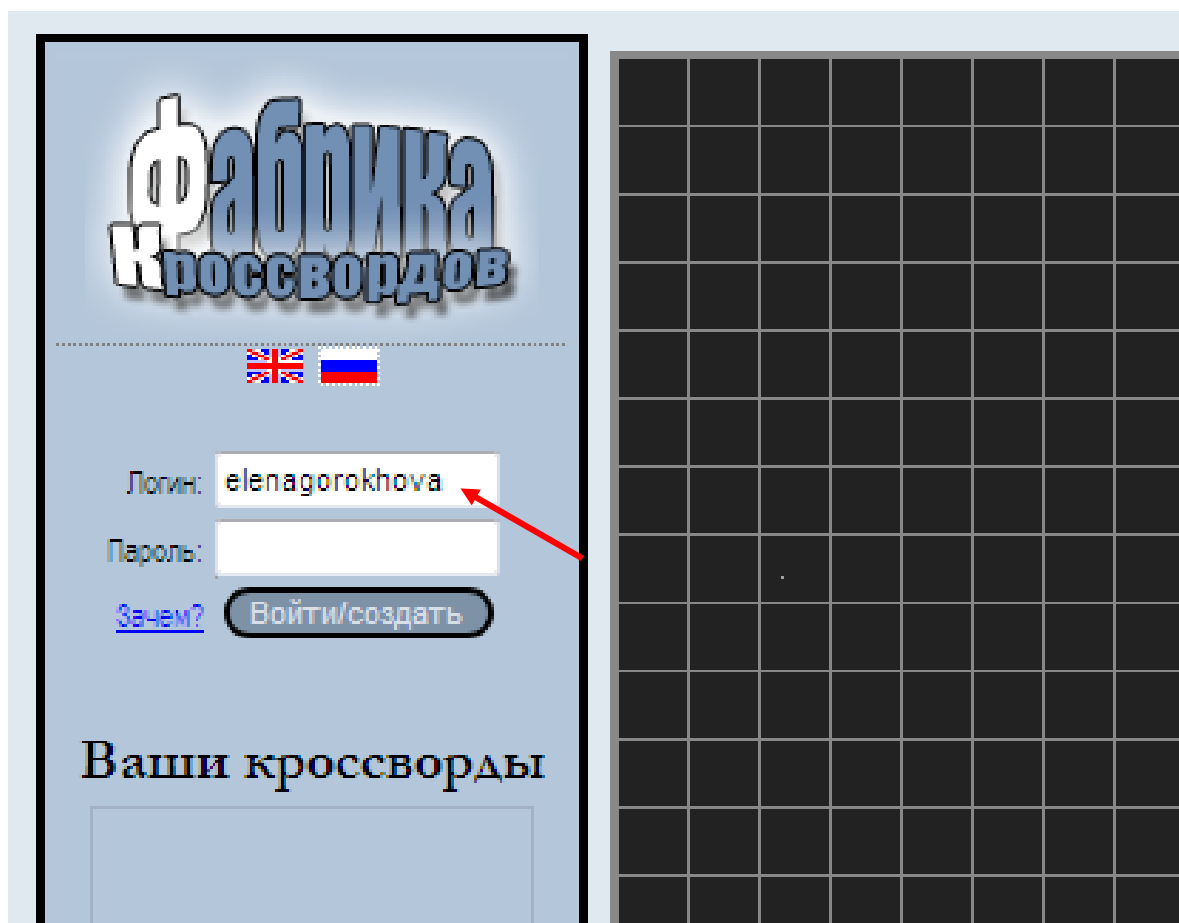 Фабрика
Кроссвордов
Логин: elenagorokhova
Пароль:
Зачем? Войти/создать
Ваши кроссворды